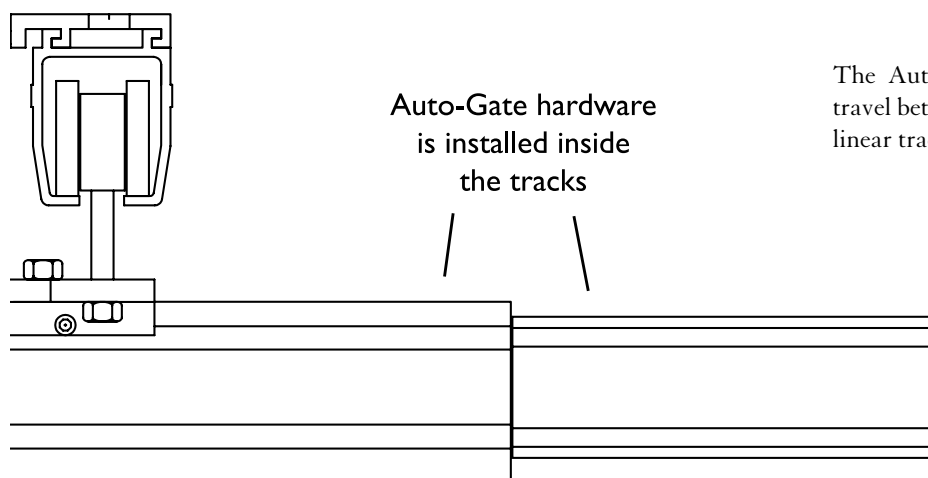 Auto-Gate hardware
is installed inside
the tracks
The Aut
travel bet
linear tra